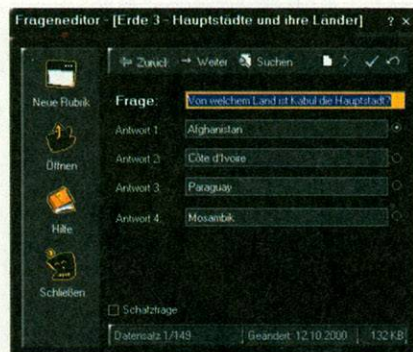 Frageneditor - [Erde 3 - Hauptstädte und ihre Länder] ? ×
Zurück → Weiter Suchen
Neue Rubrik
Öffnen
Hilfe
Schließen
Frage: Von welchem Land ist Kabul die Hauptstadt?
Antwort 1 Afghanistan
Antwort 2 Côte d'Ivoire
Antwort 3 Paraguay
Antwort 4 Mosambik
Schatzfrage
Datensatz 1/149 Geändert: 12.10.2000 132 KB